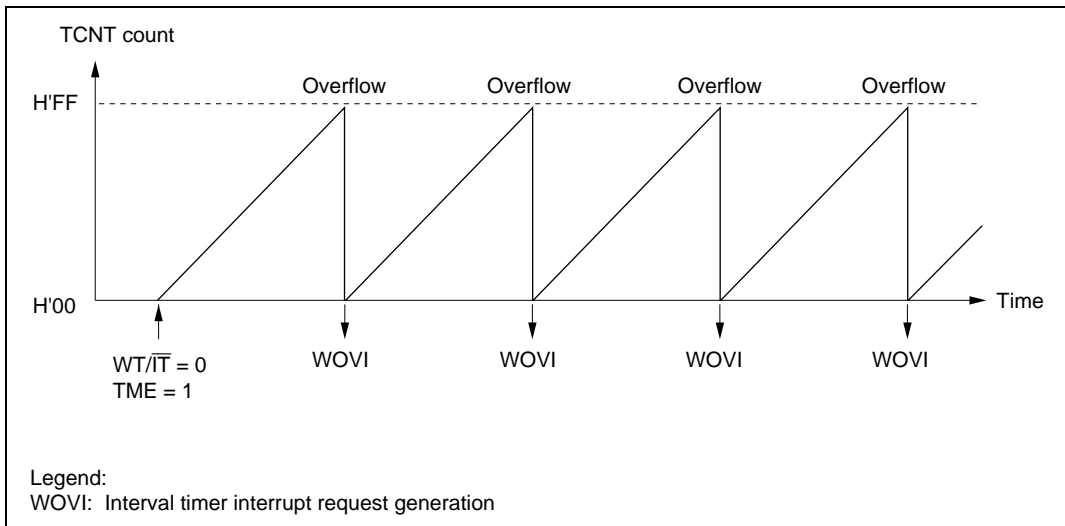 TCNT count
Overflow Overflow Overflow Overflow
H'FF
H'00
Time
WT/I̅T̅ = 0
TME = 1
WOVI WOVI WOVI WOVI
Legend:
WOVI: Interval timer interrupt request generation